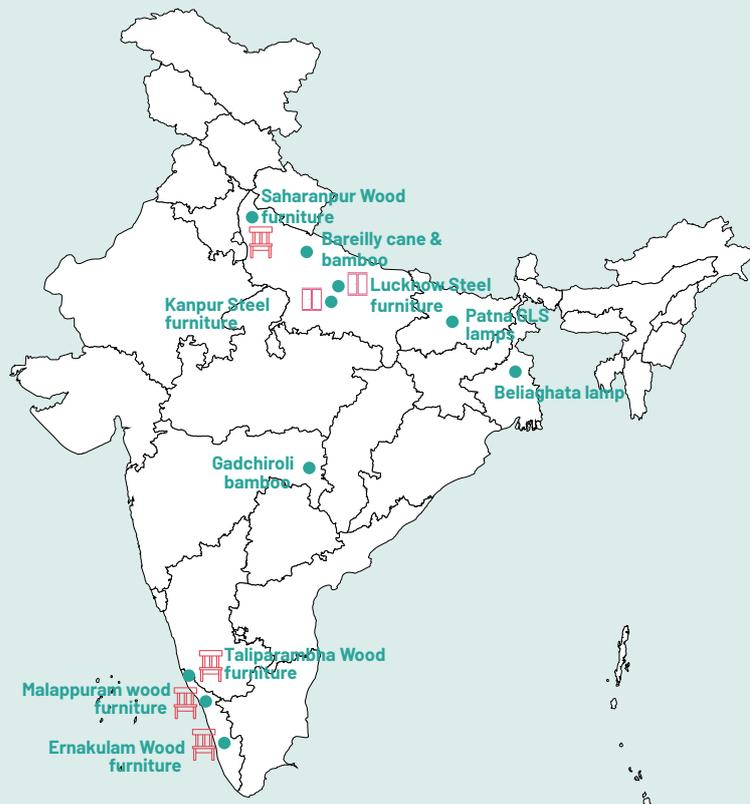 Saharanpur Wood
furniture
Bareilly cane &
bamboo
Lucknow Steel
furniture
Kanpur Steel
furniture
Patna GLS
lamps
Beliaghata lamp
Gadchiroli
bamboo
Taliparambha Wood
furniture
Malappuram wood
furniture
Ernakulam Wood
furniture